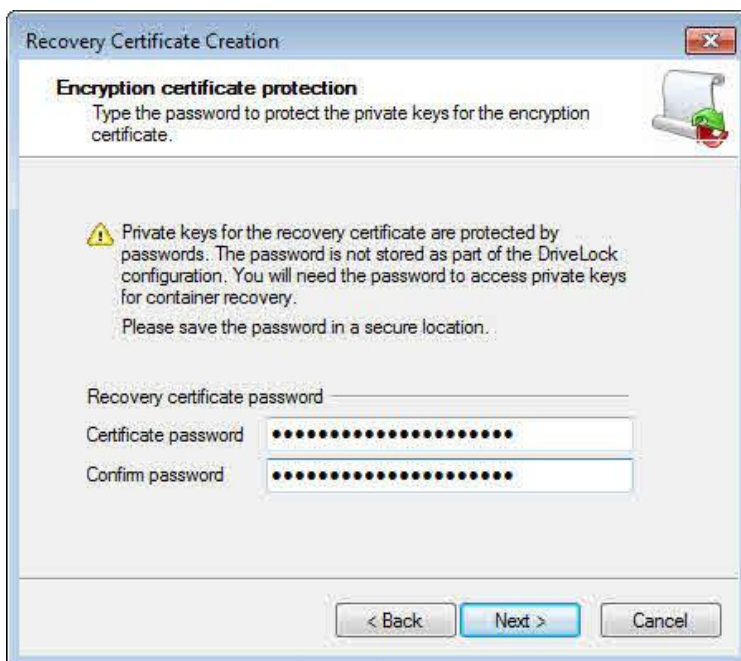 Recovery Certificate Creation
Encryption certificate protection
Type the password to protect the private keys for the encryption
certificate.
Private keys for the recovery certificate are protected by
passwords. The password is not stored as part of the DriveLock
configuration. You will need the password to access private keys
for container recovery.
Please save the password in a secure location.
Recovery certificate password
Certificate password ●●●●●●●●●●●●●●●●●●●●●
Confirm password ●●●●●●●●●●●●●●●●●●●●●
< Back Next > Cancel